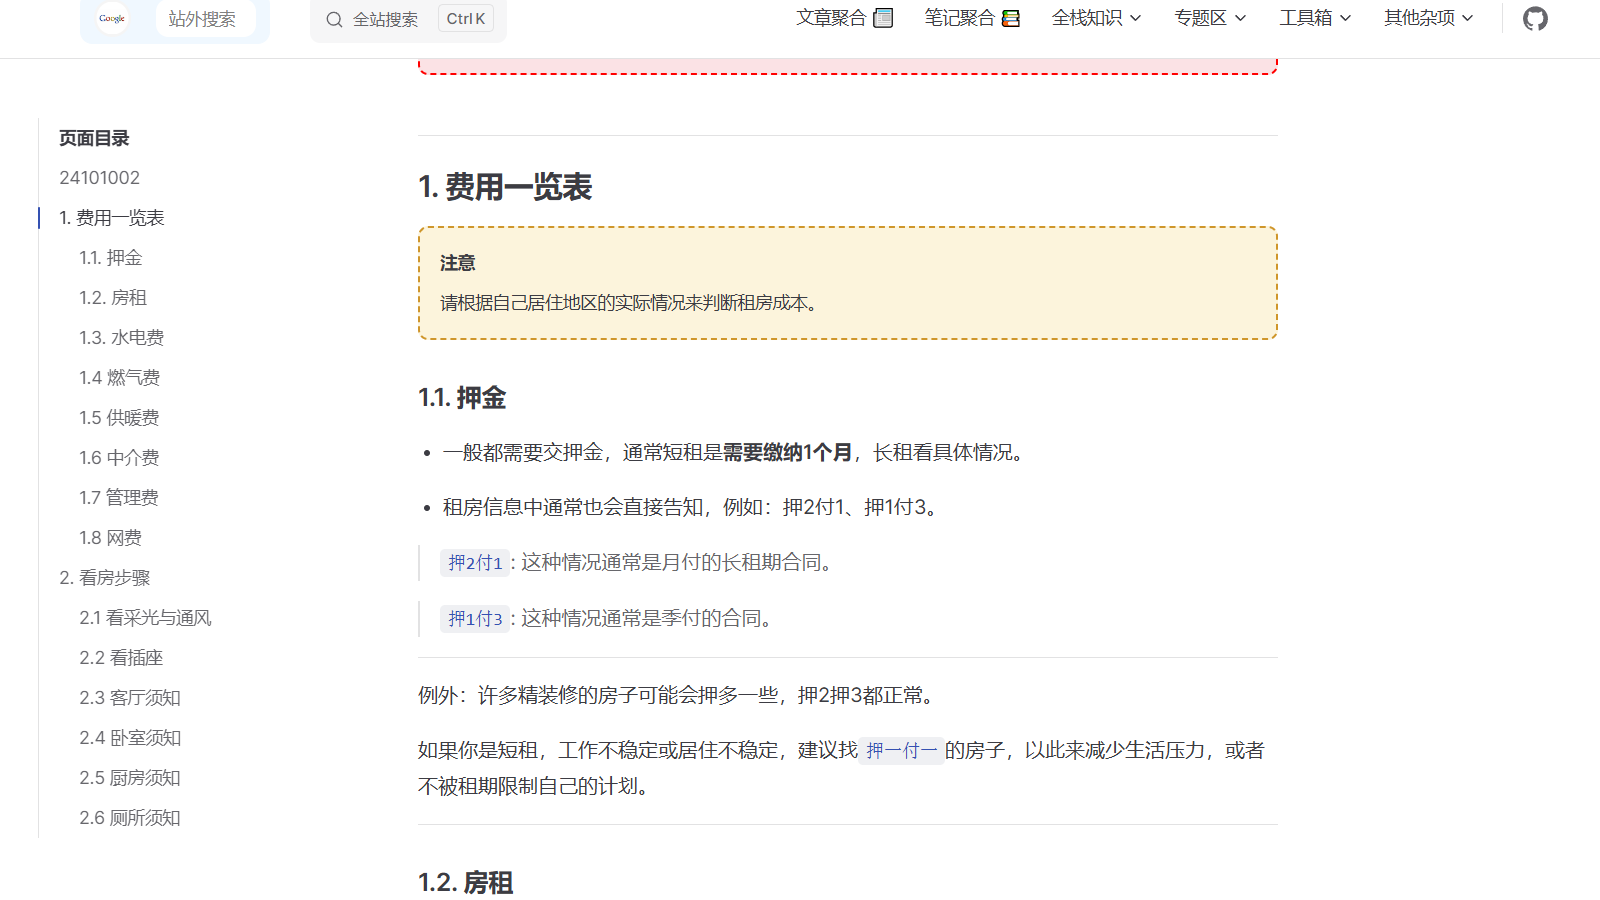 Google 站外搜索 全站搜索 Ctrl K 文章聚合 笔记聚合 全栈知识 专题区 工具箱 其他杂项
页面目录
24101002
1. 费用一览表
1.1. 押金
1.2. 房租
1.3. 水电费
1.4 燃气费
1.5 供暖费
1.6 中介费
1.7 管理费
1.8 网费
2. 看房步骤
2.1 看采光与通风
2.2 看插座
2.3 客厅须知
2.4 卧室须知
2.5 厨房须知
2.6 厕所须知
1. 费用一览表
注意
请根据自己居住地区的实际情况来判断租房成本。
1.1. 押金
一般都需要交押金，通常短租是需要缴纳1个月，长租看具体情况。
租房信息中通常也会直接告知，例如：押2付1、押1付3。
押2付1: 这种情况通常是月付的长租期合同。
押1付3: 这种情况通常是季付的合同。
例外：许多精装修的房子可能会押多一些，押2押3都正常。
如果你是短租，工作不稳定或居住不稳定，建议找 押一付一 的房子，以此来减少生活压力，或者
不被租期限制自己的计划。
1.2. 房租